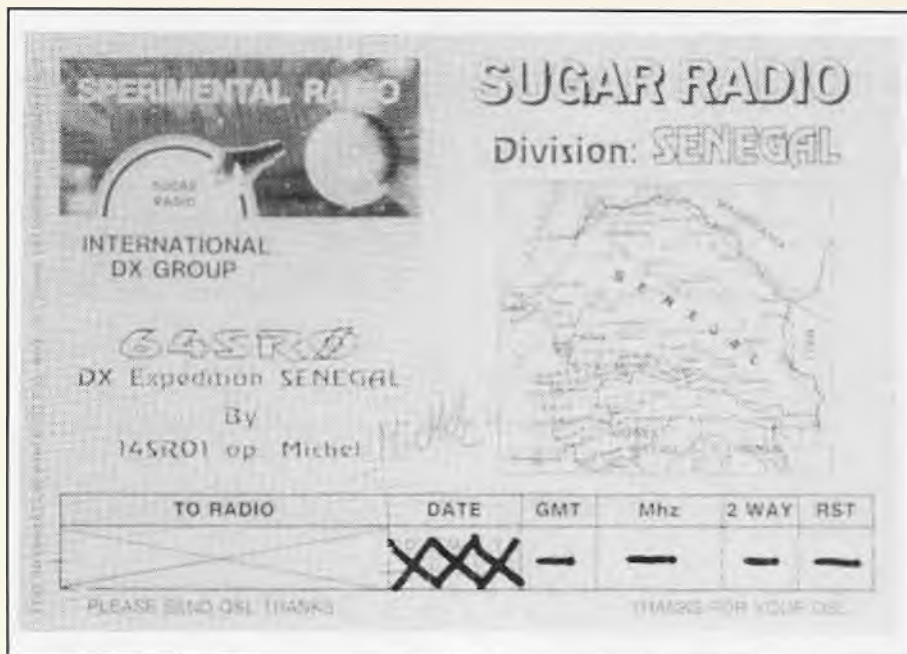 SPERIMENTAL RADIO
SUGAR
RADIO
INTERNATIONAL
DX GROUP
SUGAR RADIO
Division: SENEGAL
SENEGAL
64SRØ
DX Expedition SENEGAL
By
14SR01 op. Michel
TO RADIO DATE GMT Mhz 2 WAY RST
— — — —
PLEASE SEND QSL THANKS
THANKS FOR YOUR QSL